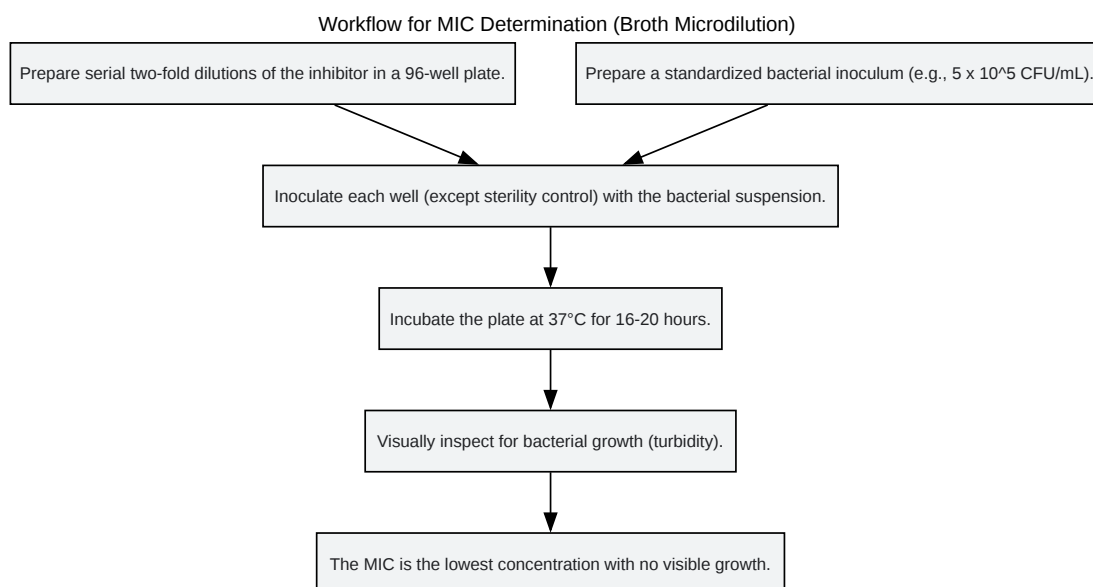 Workflow for MIC Determination (Broth Microdilution)
Prepare serial two-fold dilutions of the inhibitor in a 96-well plate.
Prepare a standardized bacterial inoculum (e.g., 5 x 10^5 CFU/mL).
Inoculate each well (except sterility control) with the bacterial suspension.
Incubate the plate at 37°C for 16-20 hours.
Visually inspect for bacterial growth (turbidity).
The MIC is the lowest concentration with no visible growth.